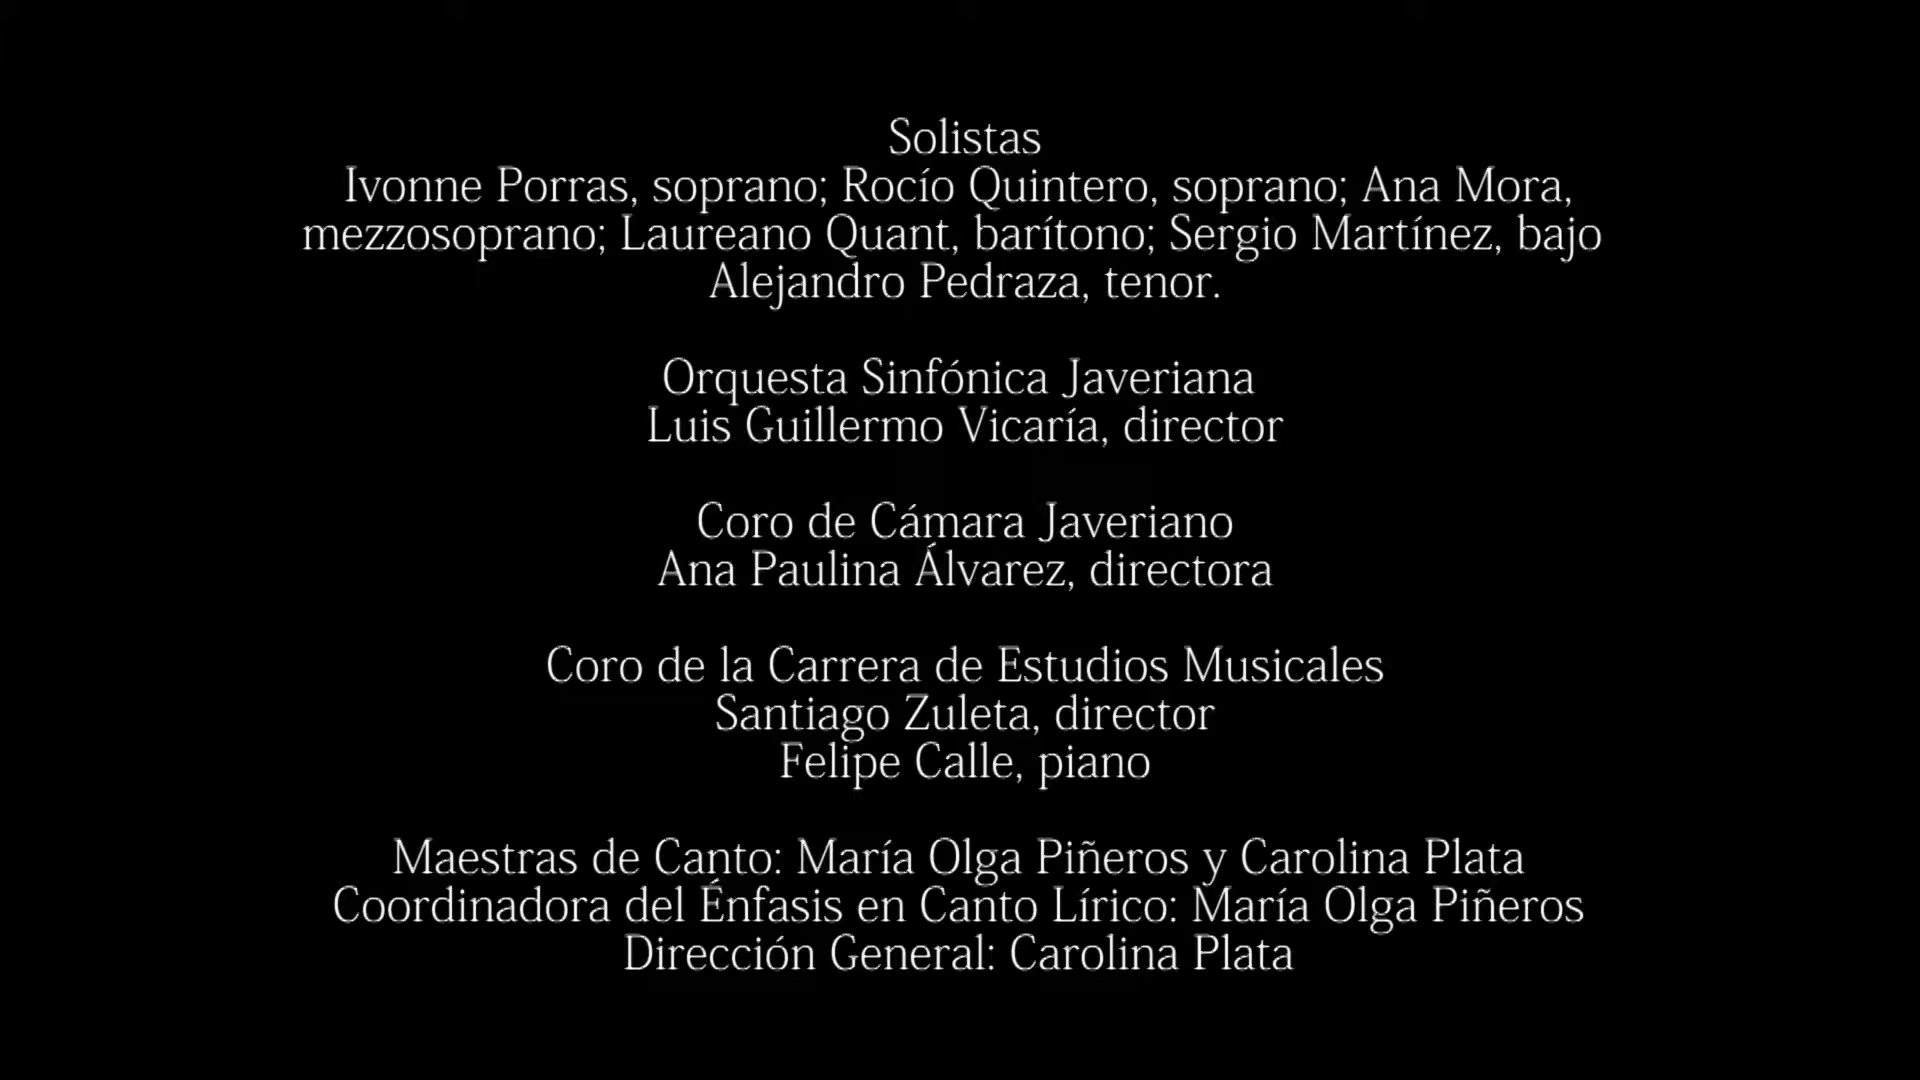 Solistas
Ivonne Porras, soprano; Rocío Quintero, soprano; Ana Mora,
mezzosoprano; Laureano Quant, barítono; Sergio Martínez, bajo
Alejandro Pedraza, tenor.
Orquesta Sinfónica Javeriana
Luis Guillermo Vicaría, director
Coro de Cámara Javeriano
Ana Paulina Álvarez, directora
Coro de la Carrera de Estudios Musicales
Santiago Zuleta, director
Felipe Calle, piano
Maestras de Canto: María Olga Piñeros y Carolina Plata
Coordinadora del Énfasis en Canto Lírico: María Olga Piñeros
Dirección General: Carolina Plata